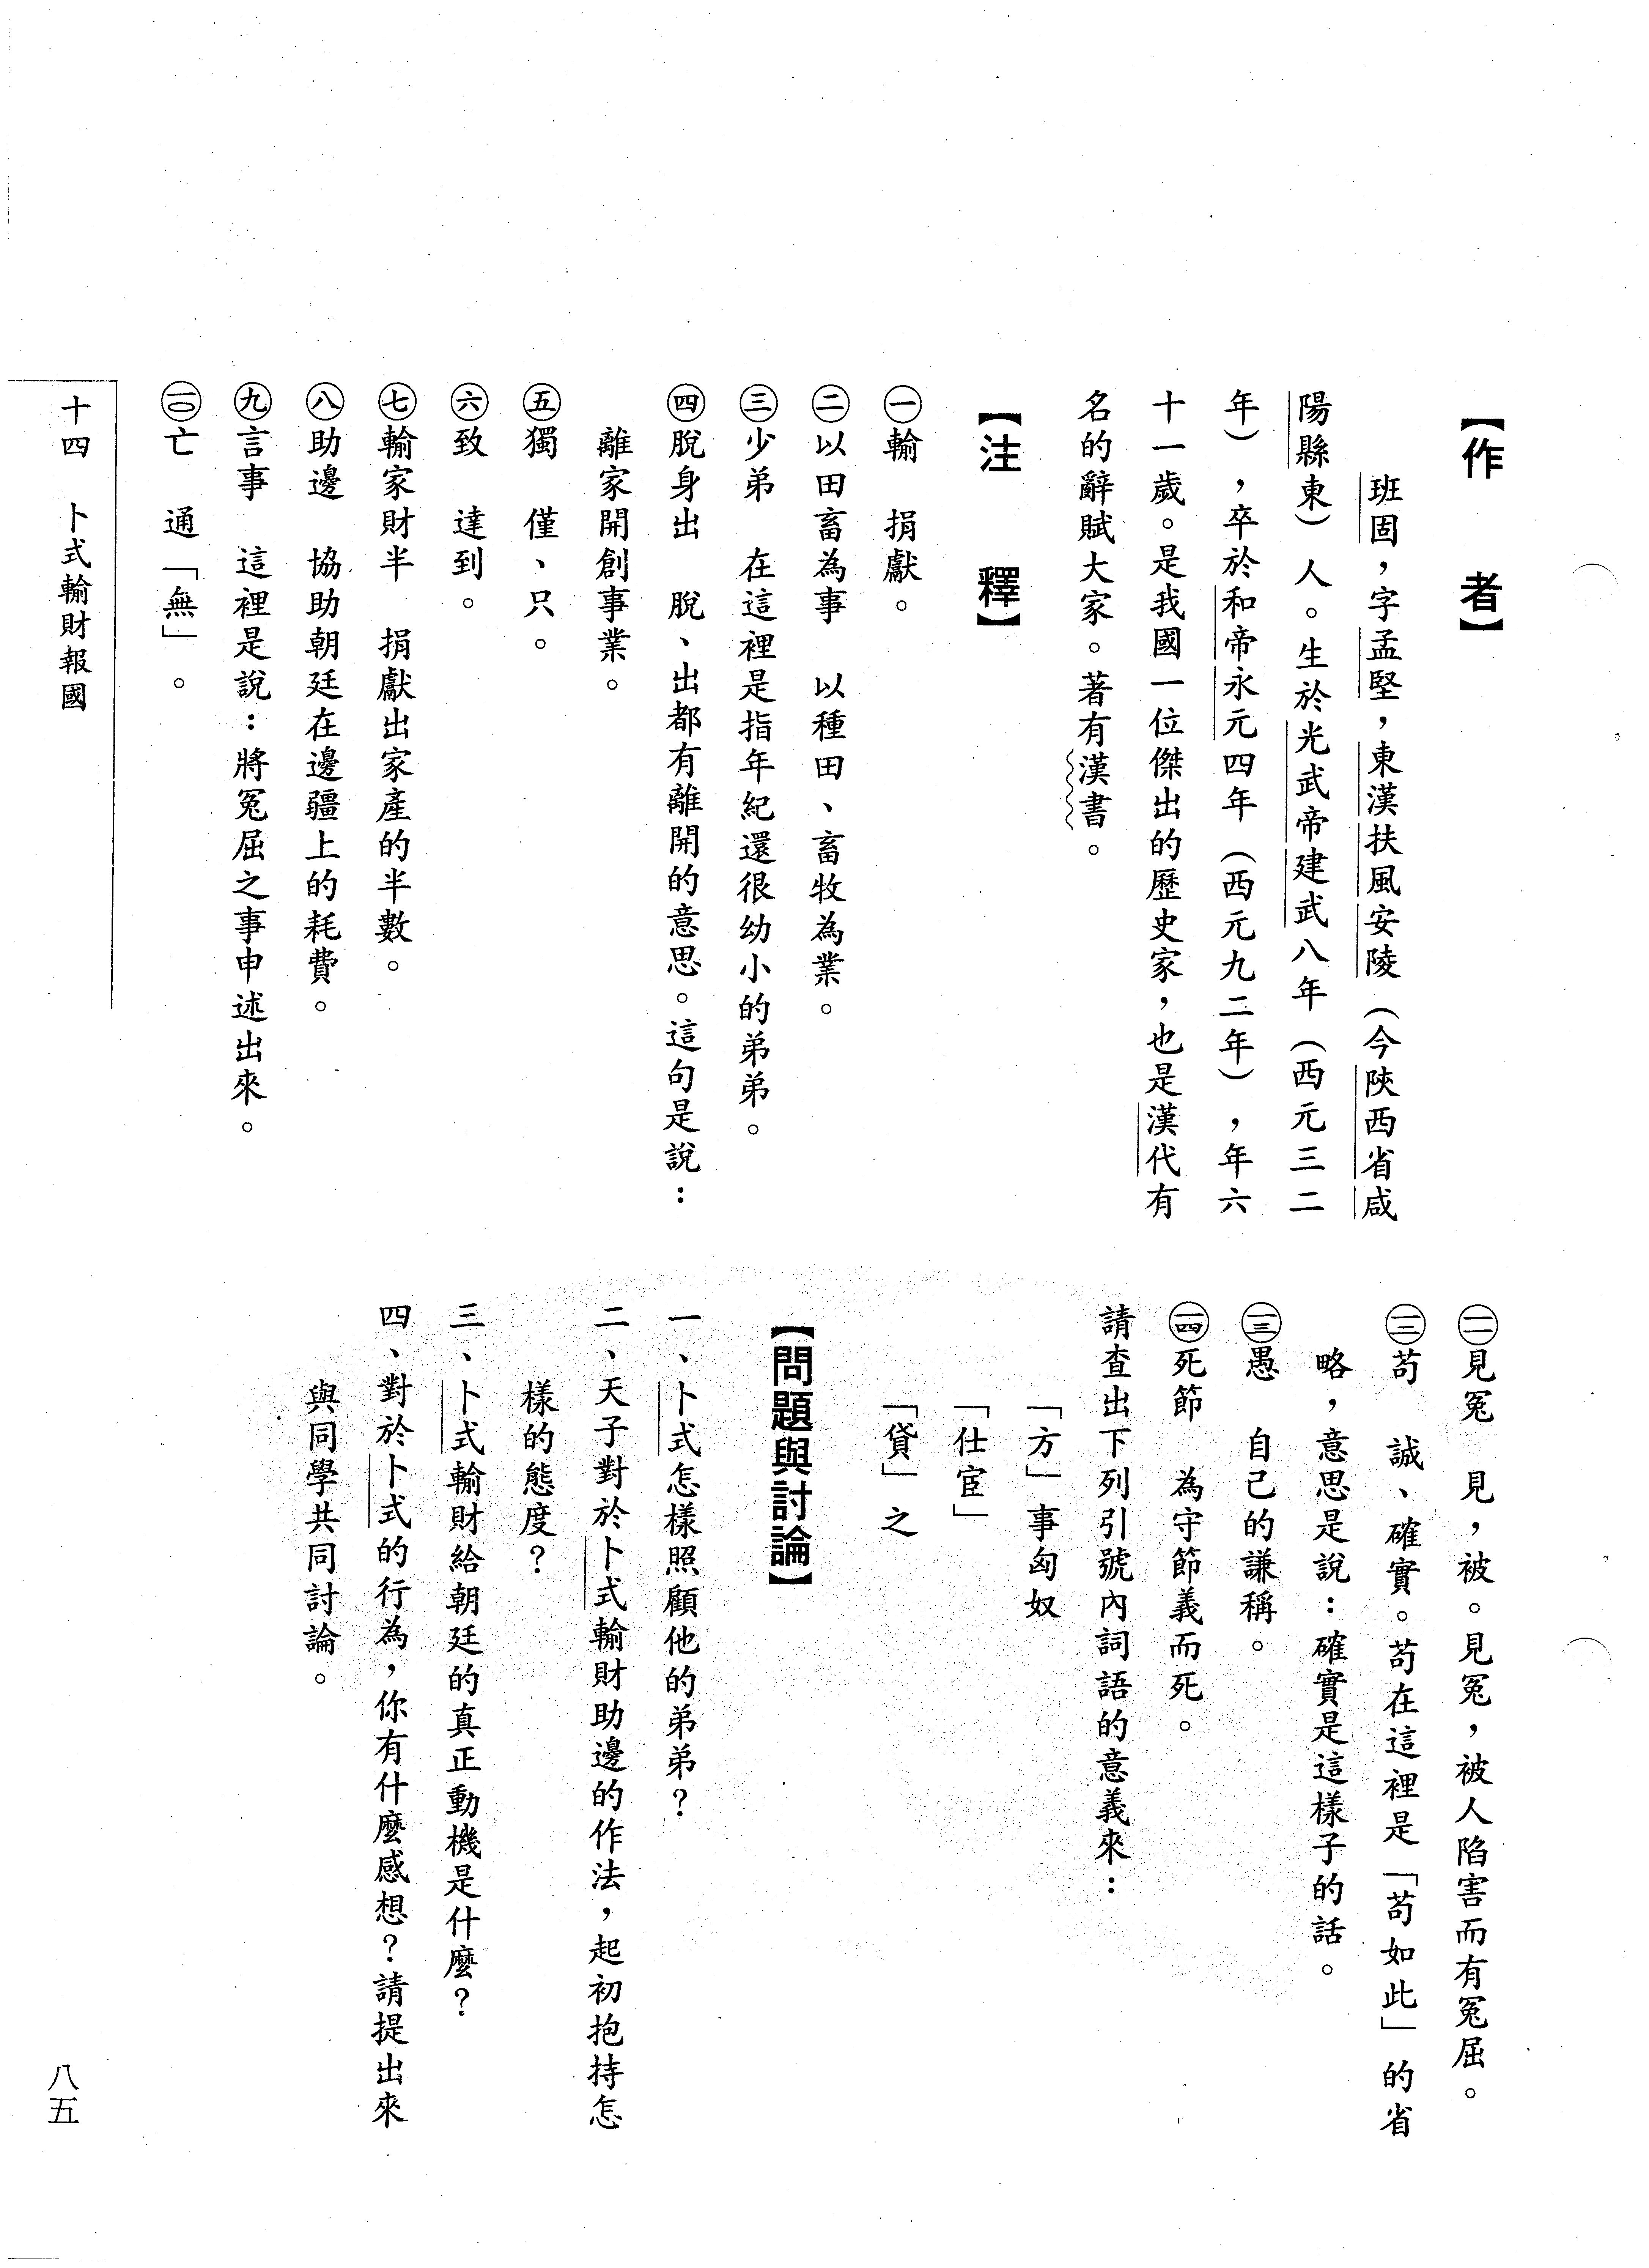 【作　者】
班固，字孟堅，東漢扶風安陵（今陝西省咸
陽縣東）人。生於光武帝建武八年（西元三二
年），卒於和帝永元四年（西元九二年），年六
十一歲。是我國一位傑出的歷史家，也是漢代有
名的辭賦大家。著有漢書。
【注　釋】
㊀輸　捐獻。
㊁以田畜為事　以種田、畜牧為業。
㊂少弟　在這裡是指年紀還很幼小的弟弟。
㊃脫身出　脫、出都有離開的意思。這句是說：
離家開創事業。
㊄獨　僅、只。
㊅致　達到。
㊆輸家財半　捐獻出家產的半數。
㊇助邊　協助朝廷在邊疆上的耗費。
㊈言事　這裡是說：將冤屈之事申述出來。
(一〇)亡　通「無」。
(一一)見冤　見，被。見冤，被人陷害而有冤屈。
(一二)苟　誠、確實。苟在這裡是「苟如此」的省
略，意思是說：確實是這樣子的話。
(一三)愚　自己的謙稱。
(一四)死節　為守節義而死。
請查出下列引號內詞語的意義來：
「方」事匈奴
「仕宦」
「貸」之
【問題與討論】
一、卜式怎樣照顧他的弟弟？
二、天子對於卜式輸財助邊的作法，起初抱持怎
樣的態度？
三、卜式輸財給朝廷的真正動機是什麼？
四、對於卜式的行為，你有什麼感想？請提出來
與同學共同討論。
十四　卜式輸財報國
八五